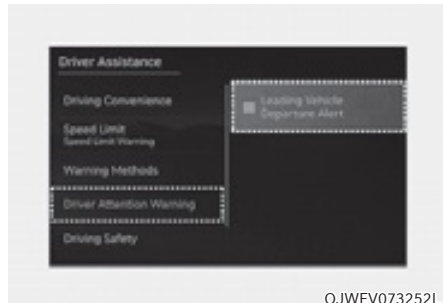 Driver Assistance
Driving Convenience
Speed Limit
Speed Limit Warning
Warning Methods
Driver Attention Warning
Driving Safety
Leading Vehicle
Departure Alert
OJWEV073252L